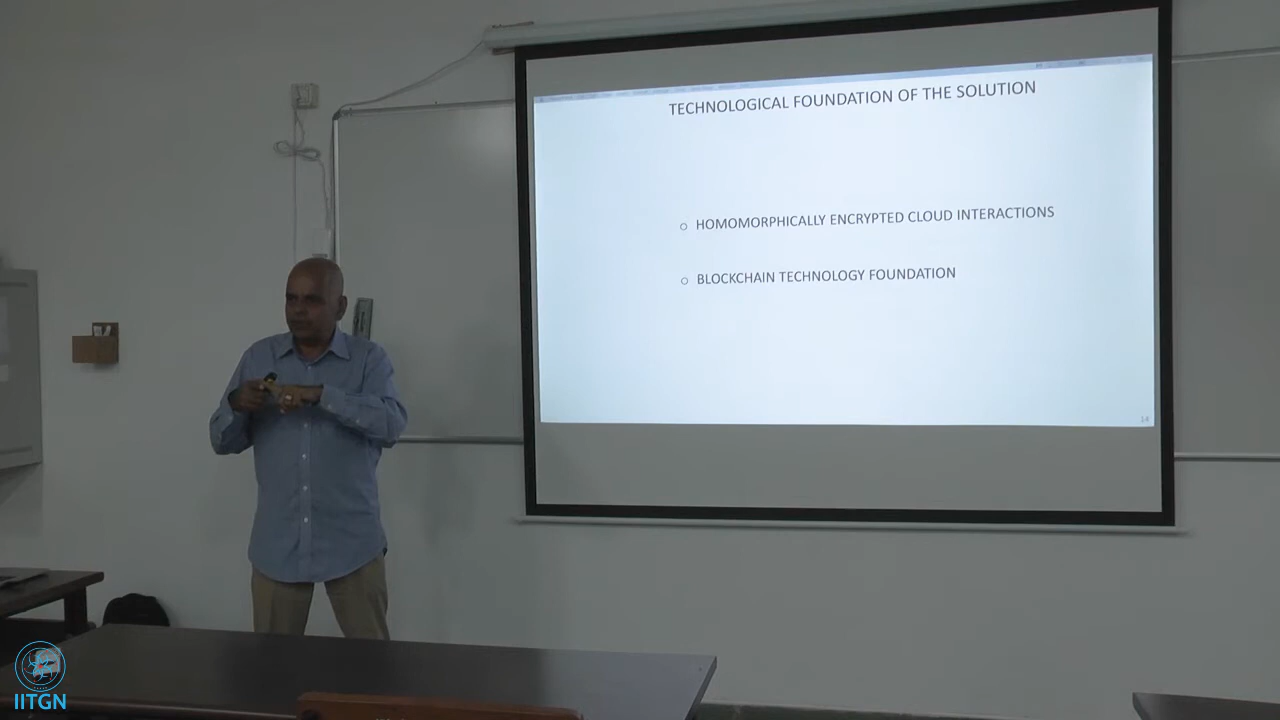 TECHNOLOGICAL FOUNDATION OF THE SOLUTION
○ HOMOMORPHICALLY ENCRYPTED CLOUD INTERACTIONS
○ BLOCKCHAIN TECHNOLOGY FOUNDATION
14
IITGN